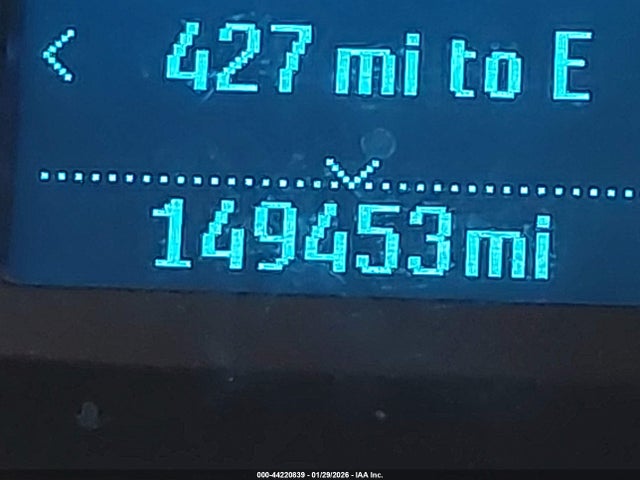 < 427 mi to E
149453mi
000-44220839 - 01/29/2026 - IAA Inc.